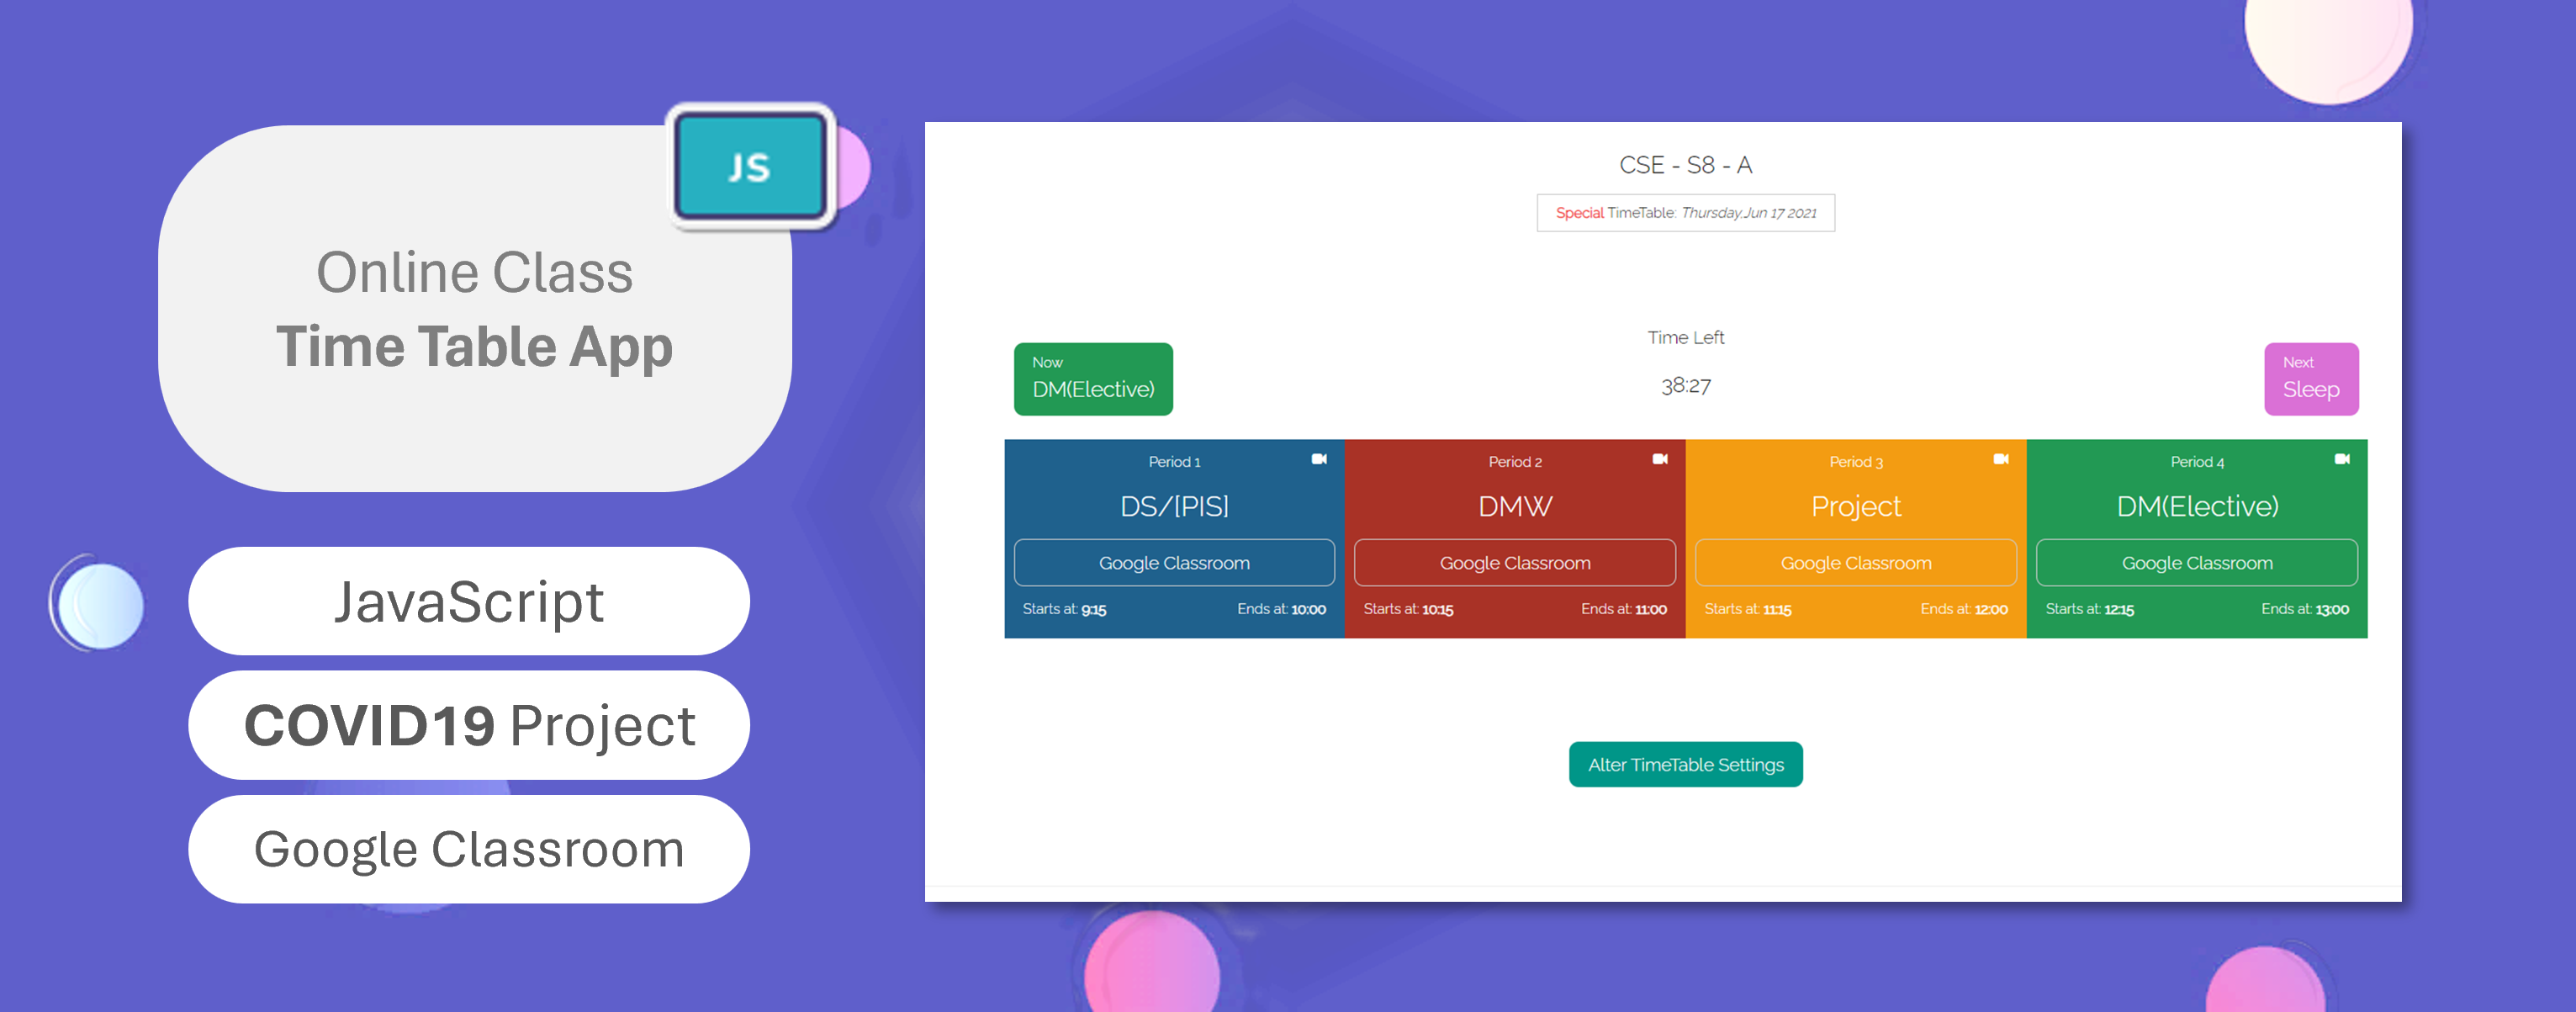 JS
Online Class
Time Table App
JavaScript
COVID19 Project
Google Classroom
CSE - S8 - A
Special TimeTable: Thursday,Jun 17 2021
Time Left
38:27
Now
DM(Elective)
Next
Sleep
Period 1
DS/[PIS]
Google Classroom
Starts at: 9:15 Ends at: 10:00
Period 2
DMW
Google Classroom
Starts at: 10:15 Ends at: 11:00
Period 3
Project
Google Classroom
Starts at: 11:15 Ends at: 12:00
Period 4
DM(Elective)
Google Classroom
Starts at: 12:15 Ends at: 13:00
Alter TimeTable Settings